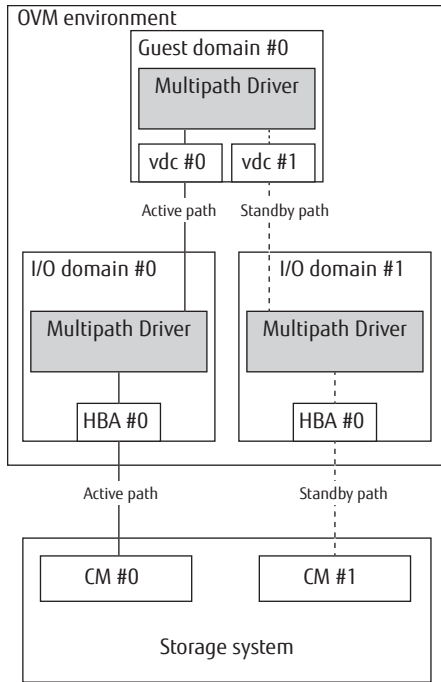 OVM environment
Guest domain #0
Multipath Driver
vdc #0
vdc #1
Active path
Standby path
I/O domain #0
I/O domain #1
Multipath Driver
Multipath Driver
HBA #0
HBA #0
Active path
Standby path
CM #0
CM #1
Storage system